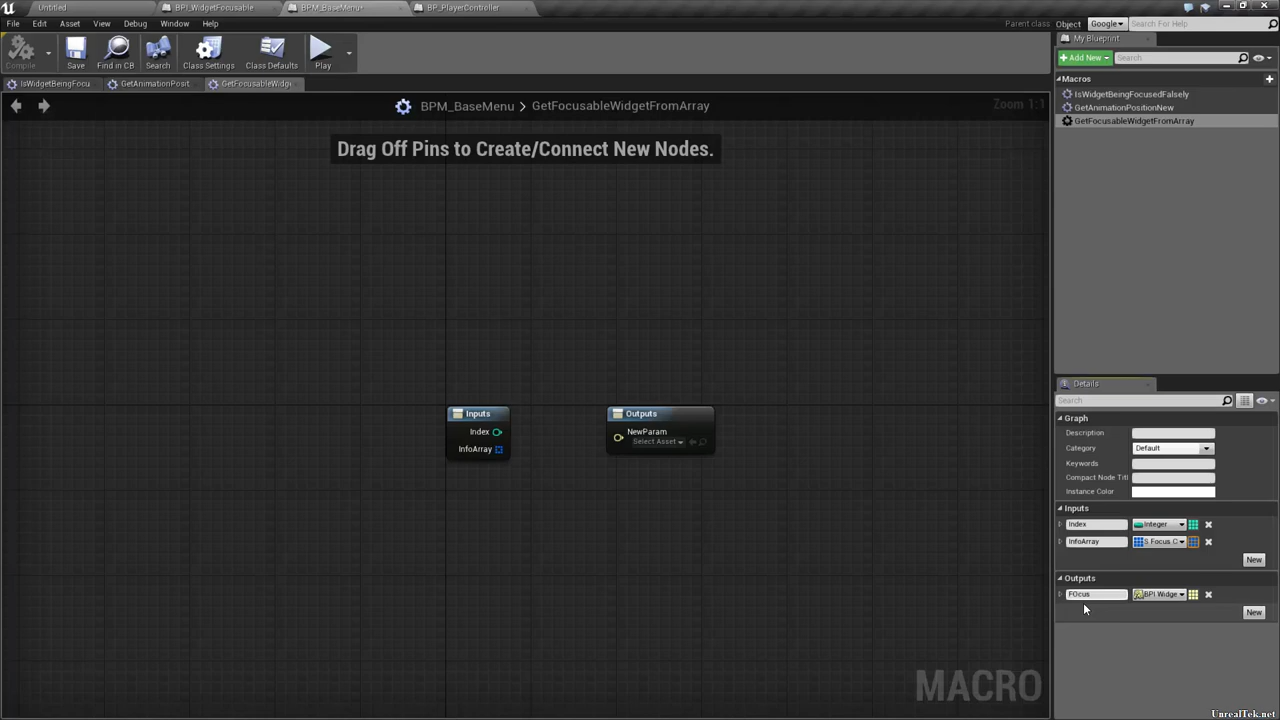 Untitled
BPI_WidgetFocusable
BPM_BaseMenu*
BP_PlayerController
File Edit Asset View Debug Window Help
Parent class: Object
Google
Search For Help
Compile Save Find in CB Search Class Settings Class Defaults Play
My Blueprint
Add New
Search
IsWidgetBeingFocu
GetAnimationPosit
GetFocusableWidge
BPM_BaseMenu > GetFocusableWidgetFromArray
Zoom 1:1
Drag Off Pins to Create/Connect New Nodes.
Macros
IsWidgetBeingFocusedFalsely
GetAnimationPositionNew
GetFocusableWidgetFromArray
Inputs
Index
InfoArray
Outputs
NewParam
Select Asset
MACRO
Details
Search
Graph
Description
Category Default
Keywords
Compact Node Titl
Instance Color
Inputs
Index Integer
InfoArray S Focus C
New
Outputs
FOcus BPI Widge
New
UnrealTek.net